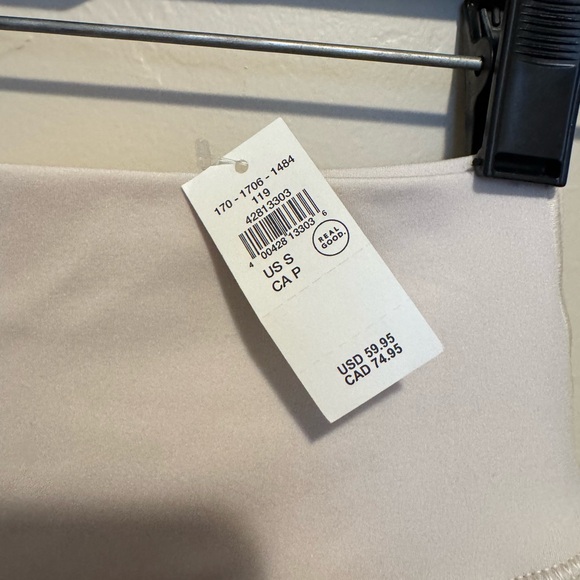 170 - 1706 - 1484
119
42813303
4 00428 13303 6
REAL
GOOD.
US S
CA P
USD 59.95
CAD 74.95